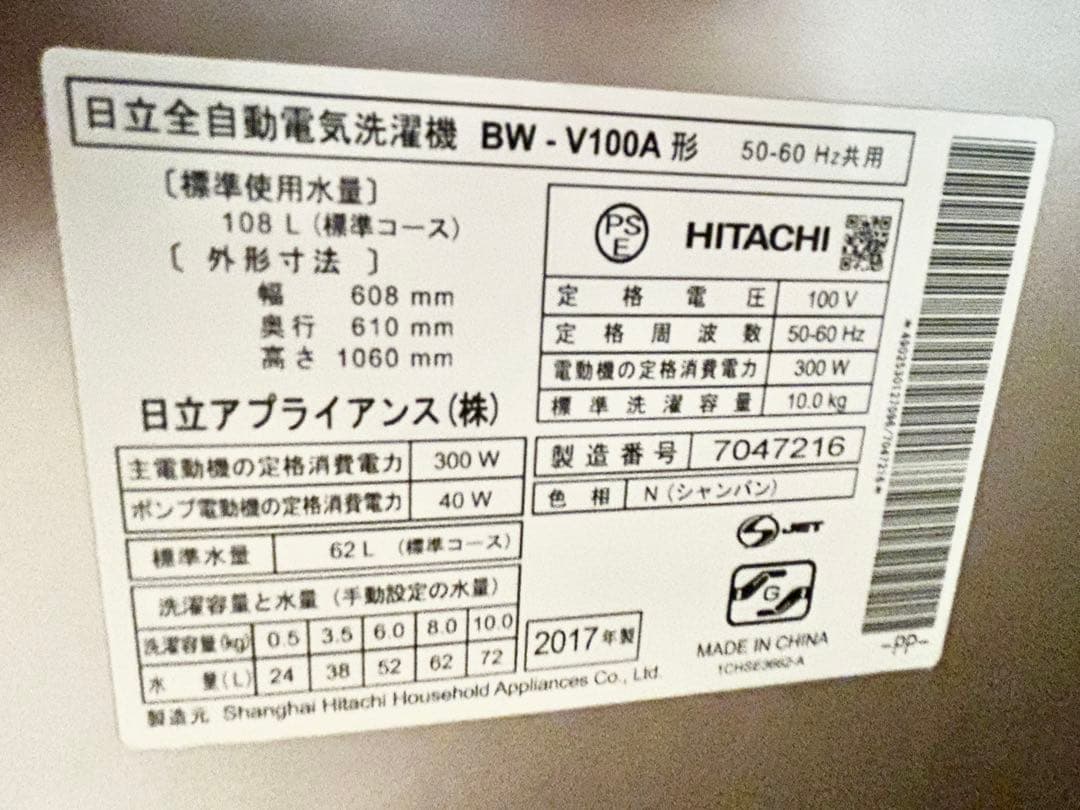 日立全自動電気洗濯機 BW-V100A形 50-60 Hz共用
〔標準使用水量〕
108 L (標準コース)
〔 外形寸法 〕
幅 608 mm
奥行 610 mm
高さ 1060 mm
日立アプライアンス(株)
主電動機の定格消費電力 300 W
ポンプ電動機の定格消費電力 40 W
標準水量 62 L (標準コース)
洗濯容量と水量 (手動設定の水量)
洗濯容量(kg) 0.5 3.5 6.0 8.0 10.0
水量(L) 24 38 52 62 72
製造元 Shanghai Hitachi Household Appliances Co., Ltd.
PSE HITACHI
定格電圧 100 V
定格周波数 50-60 Hz
電動機の定格消費電力 300 W
標準洗濯容量 10.0 kg
製造番号 7047216
色相 N (シャンパン)
S JET
G
2017年製
MADE IN CHINA
1CHSE3662-A
-PP-